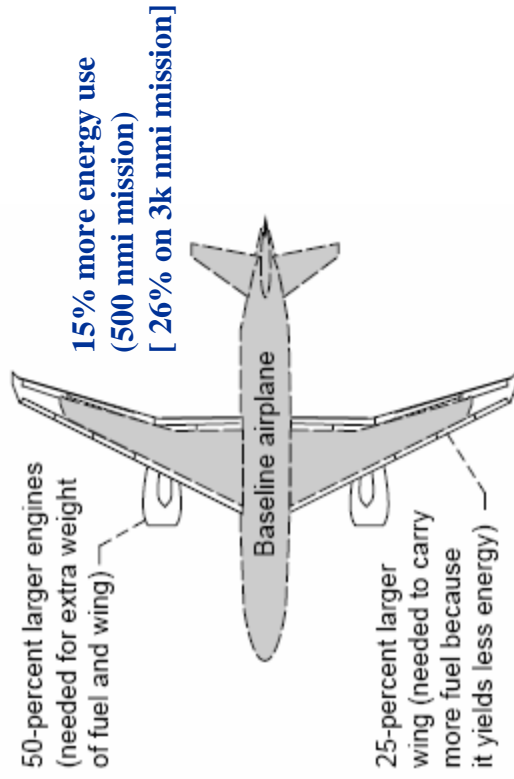 15% more energy use
(500 nmi mission)
[ 26% on 3k nmi mission]
50-percent larger engines
(needed for extra weight
of fuel and wing)
Baseline airplane
25-percent larger
wing (needed to carry
more fuel because
it yields less energy)